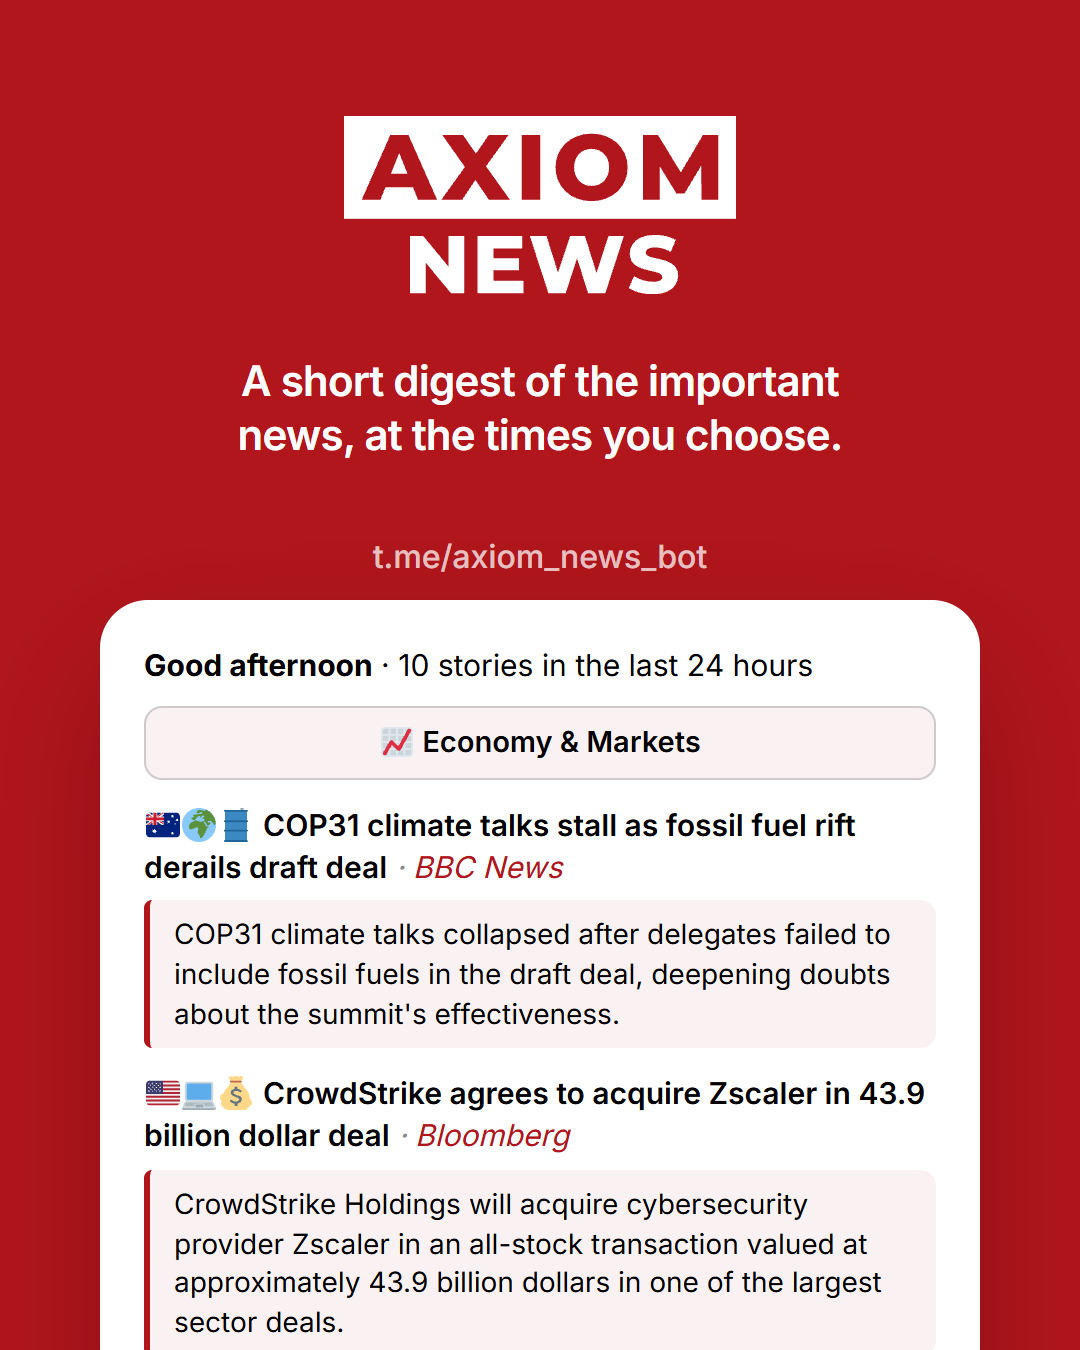 AXIOM
NEWS
A short digest of the important
news, at the times you choose.
t.me/axiom_news_bot
Good afternoon · 10 stories in the last 24 hours
📈 Economy & Markets
🇦🇺🌍🛢️ COP31 climate talks stall as fossil fuel rift
derails draft deal · BBC News
COP31 climate talks collapsed after delegates failed to
include fossil fuels in the draft deal, deepening doubts
about the summit's effectiveness.
🇺🇸💻💰 CrowdStrike agrees to acquire Zscaler in 43.9
billion dollar deal · Bloomberg
CrowdStrike Holdings will acquire cybersecurity
provider Zscaler in an all-stock transaction valued at
approximately 43.9 billion dollars in one of the largest
sector deals.